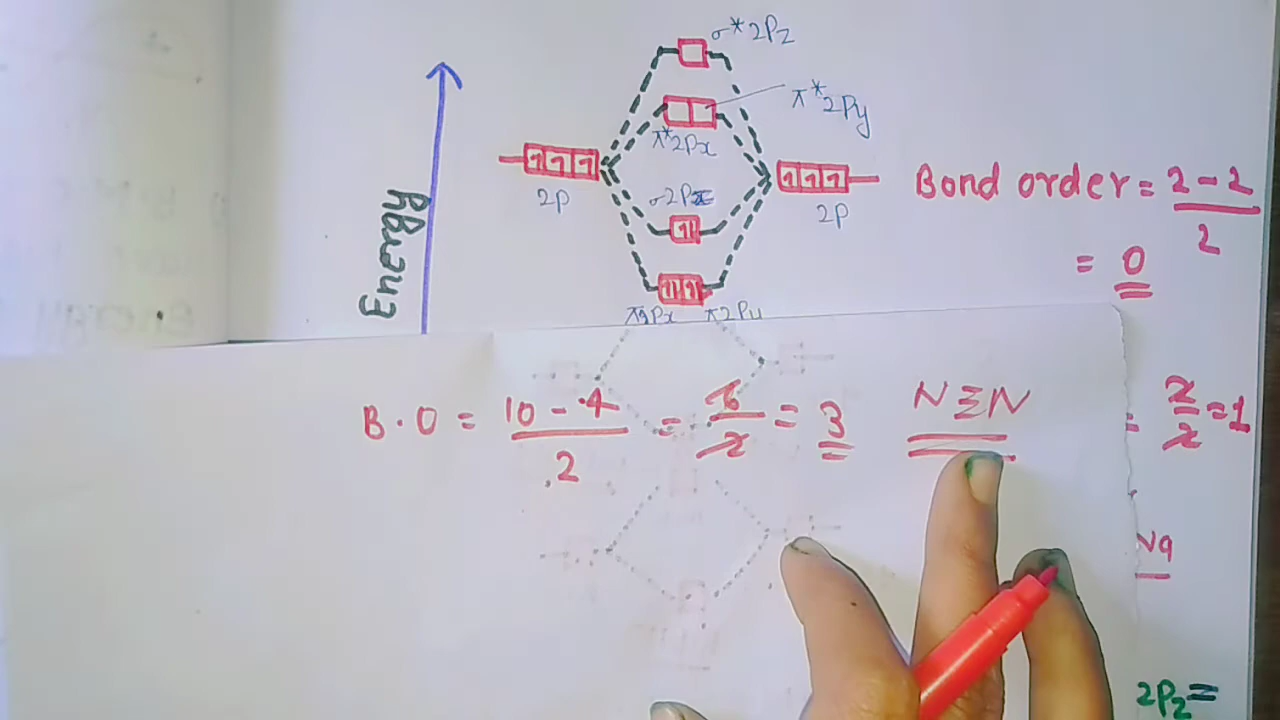 σ*2Pz
π*2Py
π*2Px
2P
σ2Pz
2P
Bond order = 2-2/2
= 0
Energy
π2Px π2Py
B.O = 10-4/2 = 6/2 = 3 N≡N
= 2/2 = 1
2Pz =